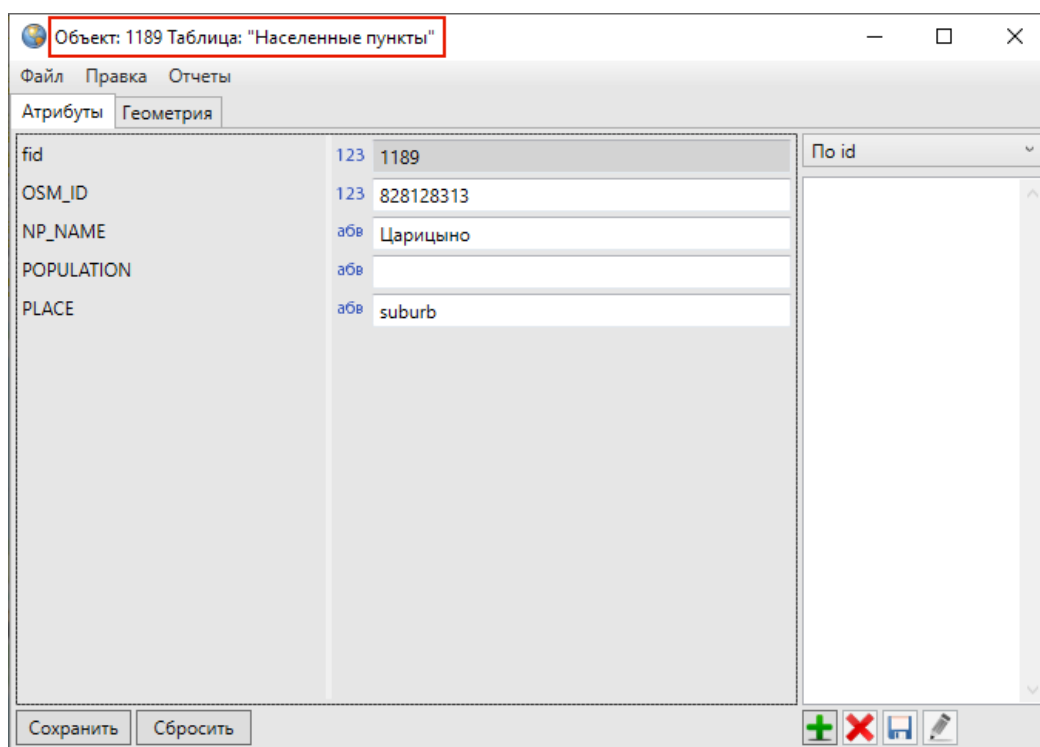 Объект: 1189 Таблица: "Населенные пункты"
Файл Правка Отчеты
Атрибуты Геометрия
fid 123 1189
По id
OSM_ID 123 828128313
NP_NAME абв Царицыно
POPULATION абв
PLACE абв suburb
Сохранить Сбросить